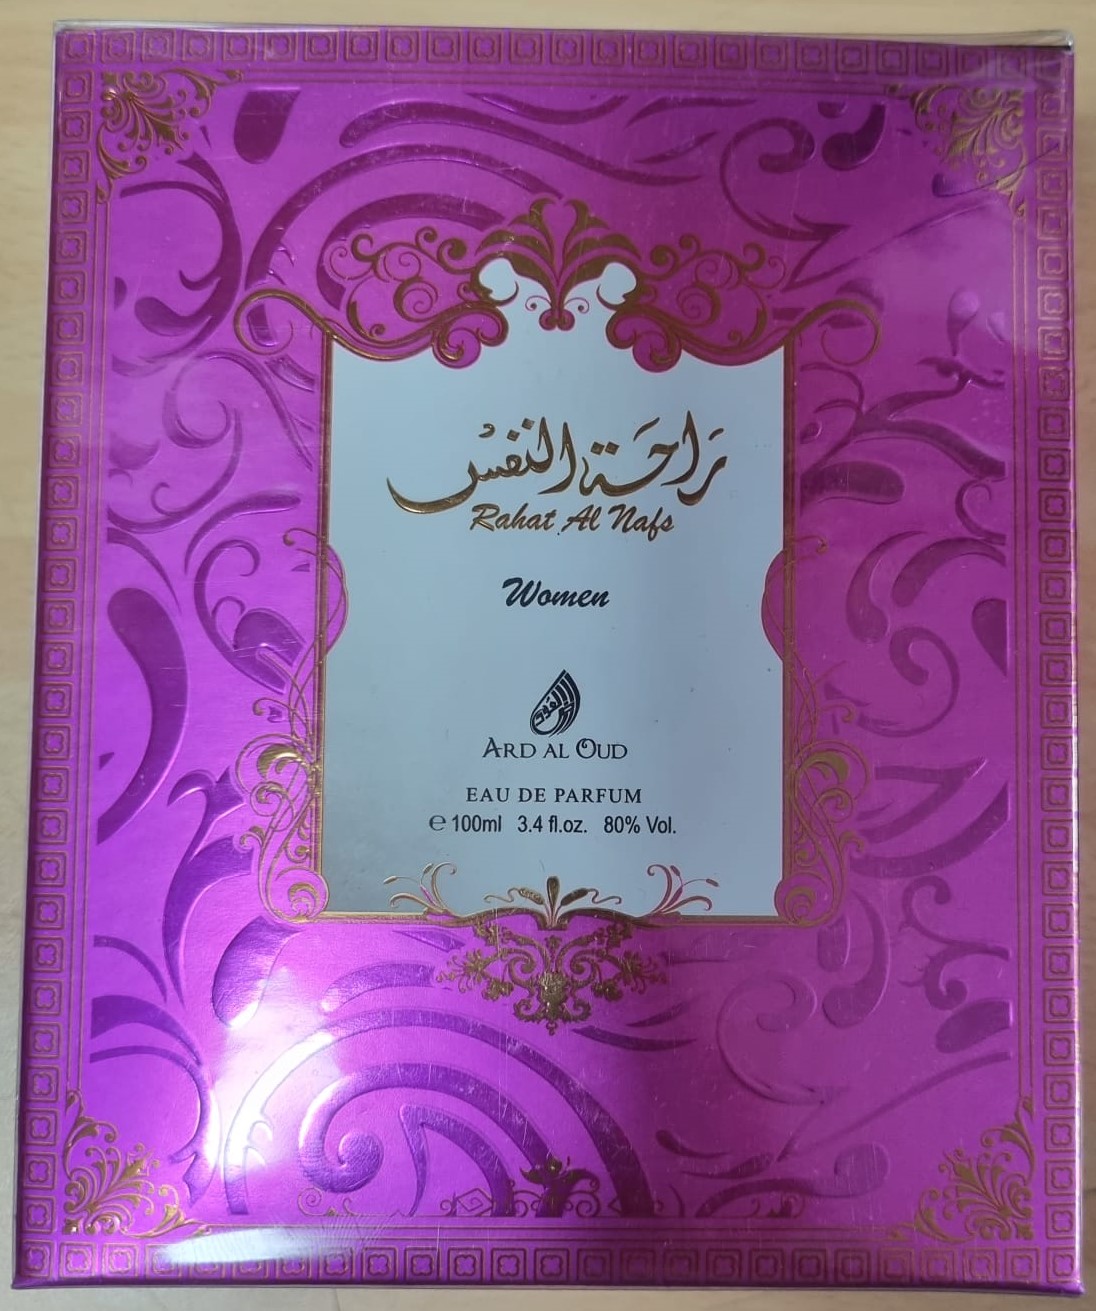 راحة النفس
Rahat Al Nafs
Women
ARD AL OUD
EAU DE PARFUM
℮ 100ml 3.4 fl.oz. 80% Vol.